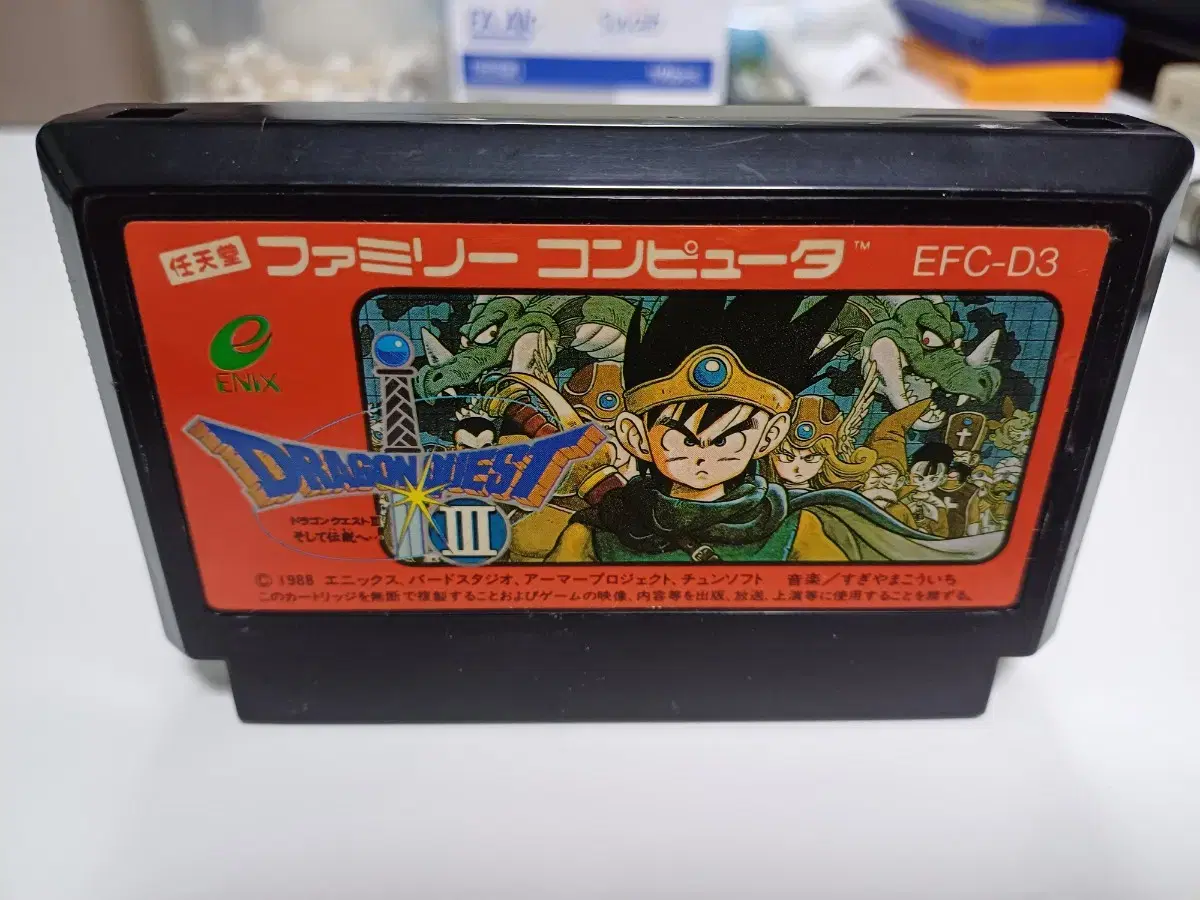 任天堂 ファミリー コンピュータ™ EFC-D3
ENIX
DRAGON QUEST
III
ドラゴンクエストIII
そして伝説へ…
© 1988 エニックス、バードスタジオ、アーマープロジェクト、チュンソフト 音楽／すぎやまこういち
このカートリッジを無断で複製することおよびゲームの映像、内容等を出版、放送、上演等に使用することを禁ずる。